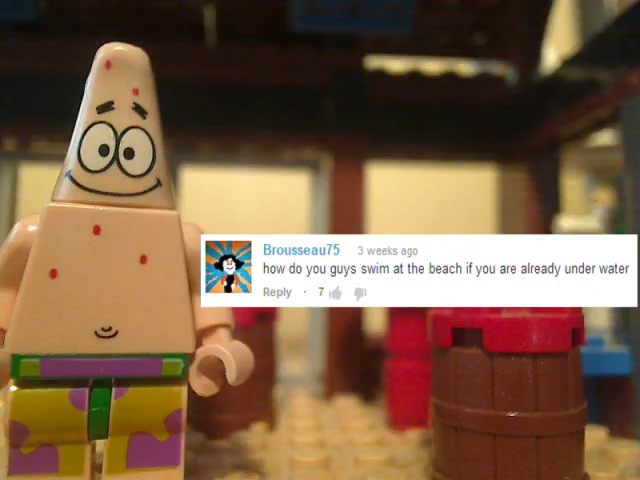 Brousseau75 3 weeks ago
how do you guys swim at the beach if you are already under water
Reply · 7